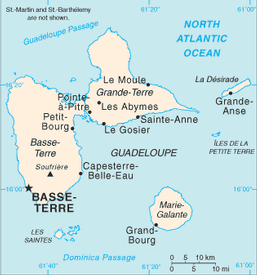 St.-Martin and St.-Barthélemy
are not shown.
61°20'
Guadeloupe Passage
NORTH
ATLANTIC
OCEAN
Le Moule
La Désirade
16°20'
Pointe-
à-Pitre
Grande-Terre
Les Abymes
Grande-
Anse
Petit-
Bourg
Sainte-Anne
Le Gosier
ÎLES DE LA
PETITE TERRE
Basse-
Terre
GUADELOUPE
Soufrière
Capesterre-
Belle-Eau
16°00'
16°00'
BASSE-
TERRE
Marie-
Galante
LES
SAINTES
Grand-
Bourg
0 5 10 km
0 5 10 mi
Dominica Passage
61°40'
61°20'